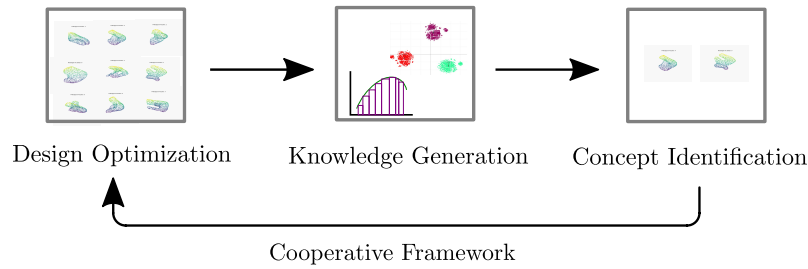 Design Optimization
Knowledge Generation
Concept Identification
Cooperative Framework